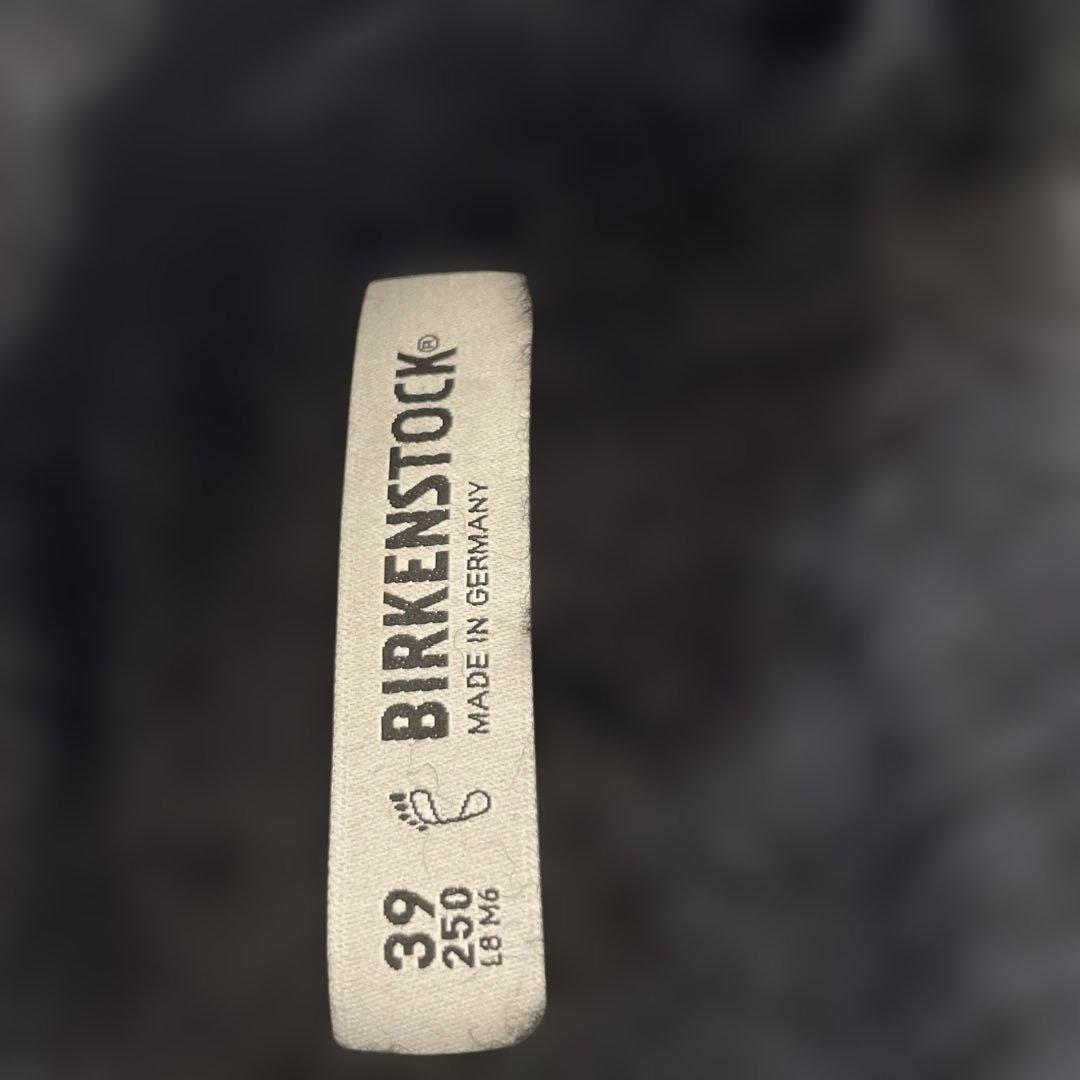 BIRKENSTOCK®
MADE IN GERMANY
39
250
L8 M6